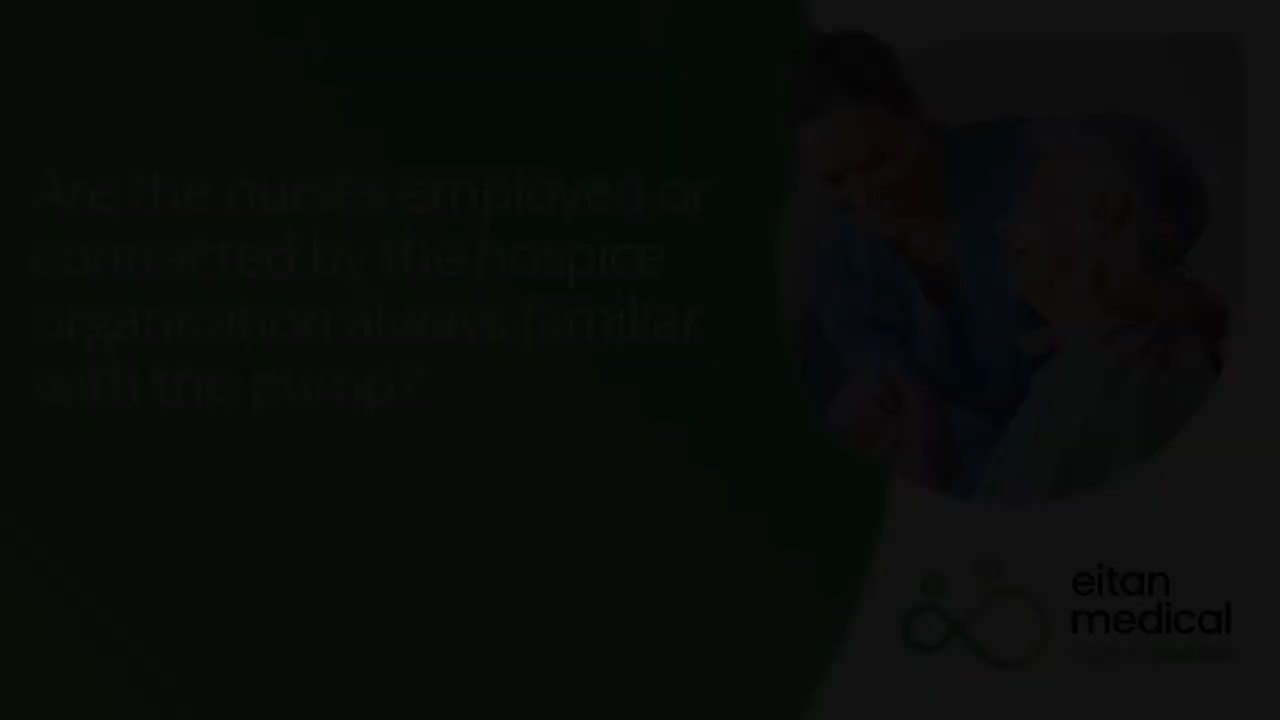 Are the nurses employed or
contracted by the hospice
organization always familiar
with the pump?
eitan
medical